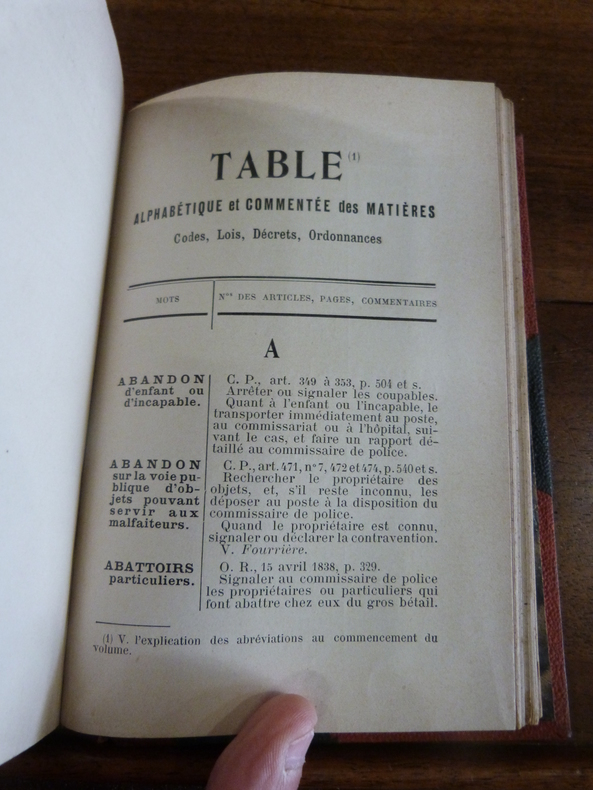 TABLE (1)
ALPHABÉTIQUE et COMMENTÉE des MATIÈRES
Codes, Lois, Décrets, Ordonnances
MOTS
Nos DES ARTICLES, PAGES, COMMENTAIRES
A
ABANDON
d'enfant ou
d'incapable.
C. P., art. 349 à 353, p. 504 et s.
Arrêter ou signaler les coupables.
Quant à l'enfant ou l'incapable, le
transporter immédiatement au poste,
au commissariat ou à l'hôpital, sui-
vant le cas, et faire un rapport dé-
taillé au commissaire de police.
ABANDON
sur la voie pu-
blique d'ob-
jets pouvant
servir aux
malfaiteurs.
C. P., art. 471, n° 7, 472 et 474, p. 540 et s.
Rechercher le propriétaire des
objets, et, s'il reste inconnu, les
déposer au poste à la disposition du
commissaire de police.
Quand le propriétaire est connu,
signaler ou déclarer la contravention.
V. Fourrière.
ABATTOIRS
particuliers.
O. R., 15 avril 1838, p. 329.
Signaler au commissaire de police
les propriétaires ou particuliers qui
font abattre chez eux du gros bétail.
(1) V. l'explication des abréviations au commencement du
volume.